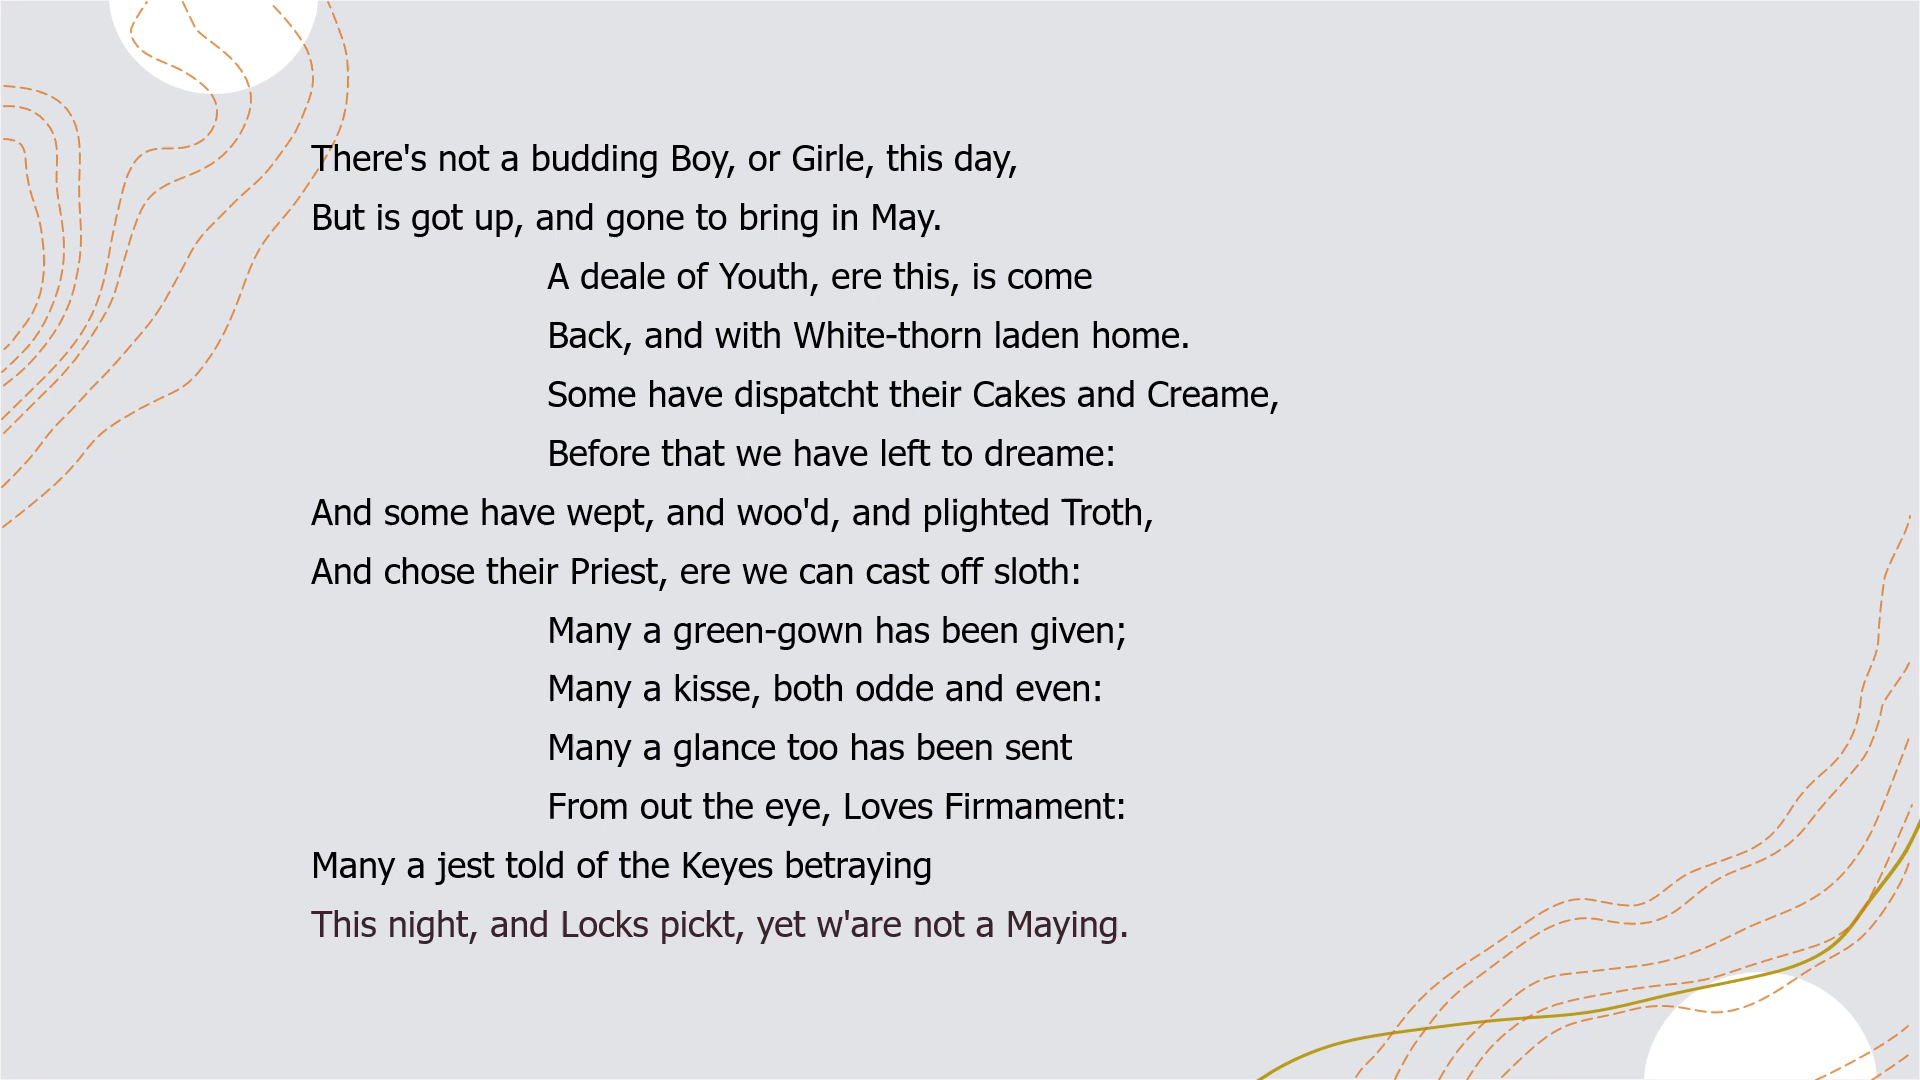 There's not a budding Boy, or Girle, this day,
But is got up, and gone to bring in May.
A deale of Youth, ere this, is come
Back, and with White-thorn laden home.
Some have dispatcht their Cakes and Creame,
Before that we have left to dreame:
And some have wept, and woo'd, and plighted Troth,
And chose their Priest, ere we can cast off sloth:
Many a green-gown has been given;
Many a kisse, both odde and even:
Many a glance too has been sent
From out the eye, Loves Firmament:
Many a jest told of the Keyes betraying
This night, and Locks pickt, yet w'are not a Maying.